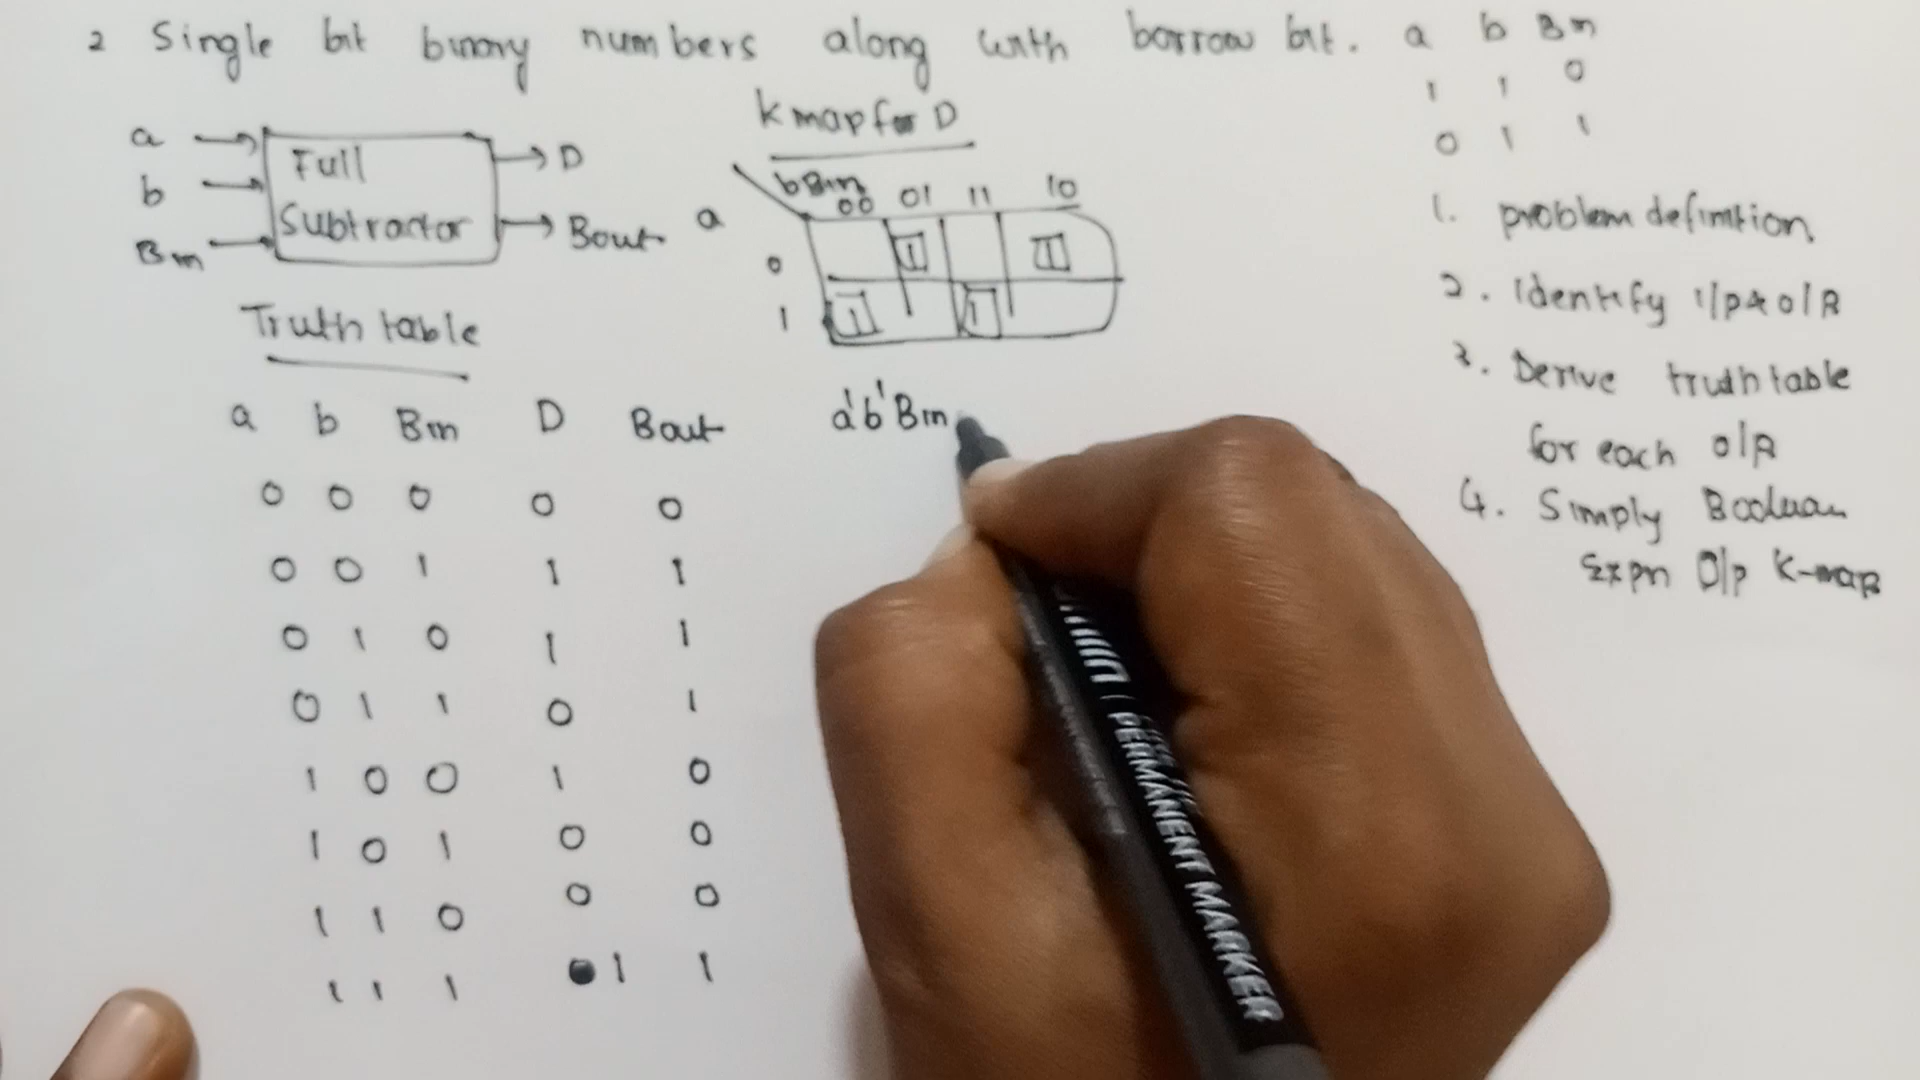 2 Single bit binary numbers along with borrow bit. a b Bin
1 1 0
0 1 1
a
b
Bin
Full
Subtractor
D
Bout
K map for D
bBin
00 01 11 10
a
0 1 1
1 1 1
1. problem definition
2. Identify i/p & o/p
3. Derive truth table
for each o/p
4. Simply Boolean
Expn O/p K-map
Truth table
a b Bin D Bout
0 0 0 0 0
0 0 1 1 1
0 1 0 1 1
0 1 1 0 1
1 0 0 1 0
1 0 1 0 0
1 1 0 0 0
1 1 1 1 1
a'b'Bin
PERMANENT MARKER